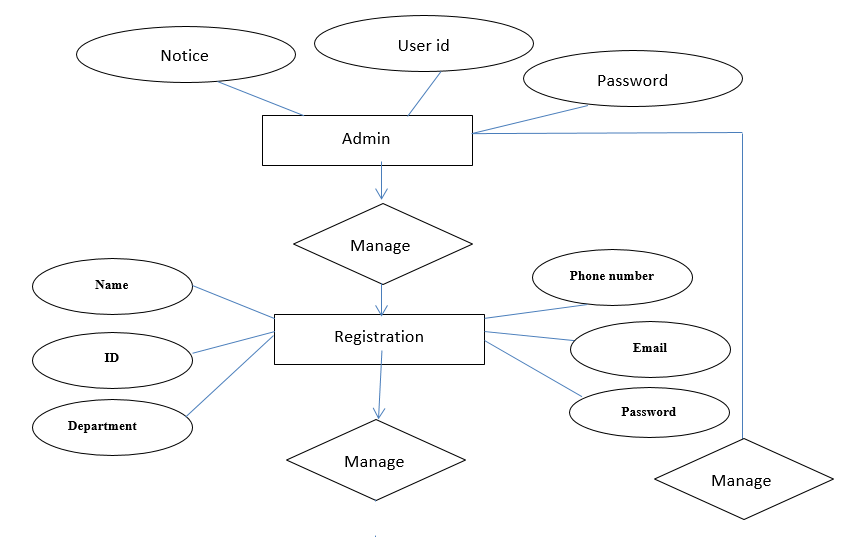 Notice
User id
Password
Admin
Manage
Name
Phone number
Registration
ID
Email
Department
Password
Manage
Manage